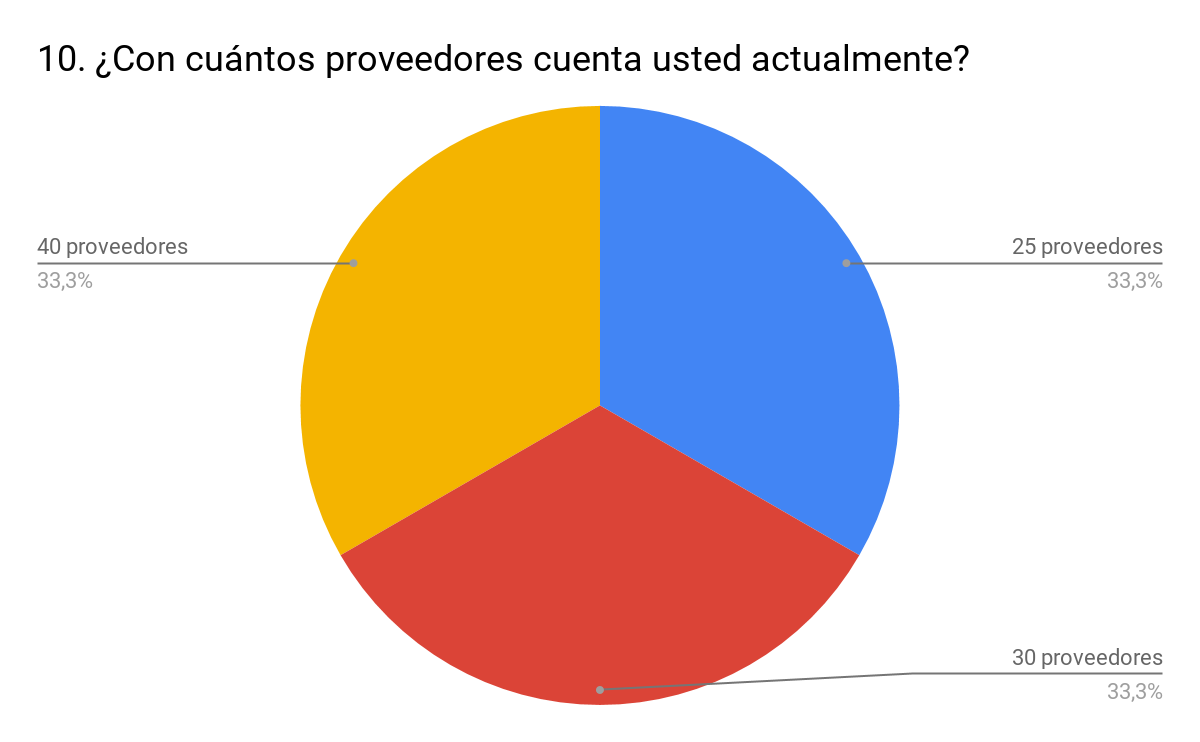 10. ¿Con cuántos proveedores cuenta usted actualmente?
40 proveedores
33,3%
25 proveedores
33,3%
30 proveedores
33,3%